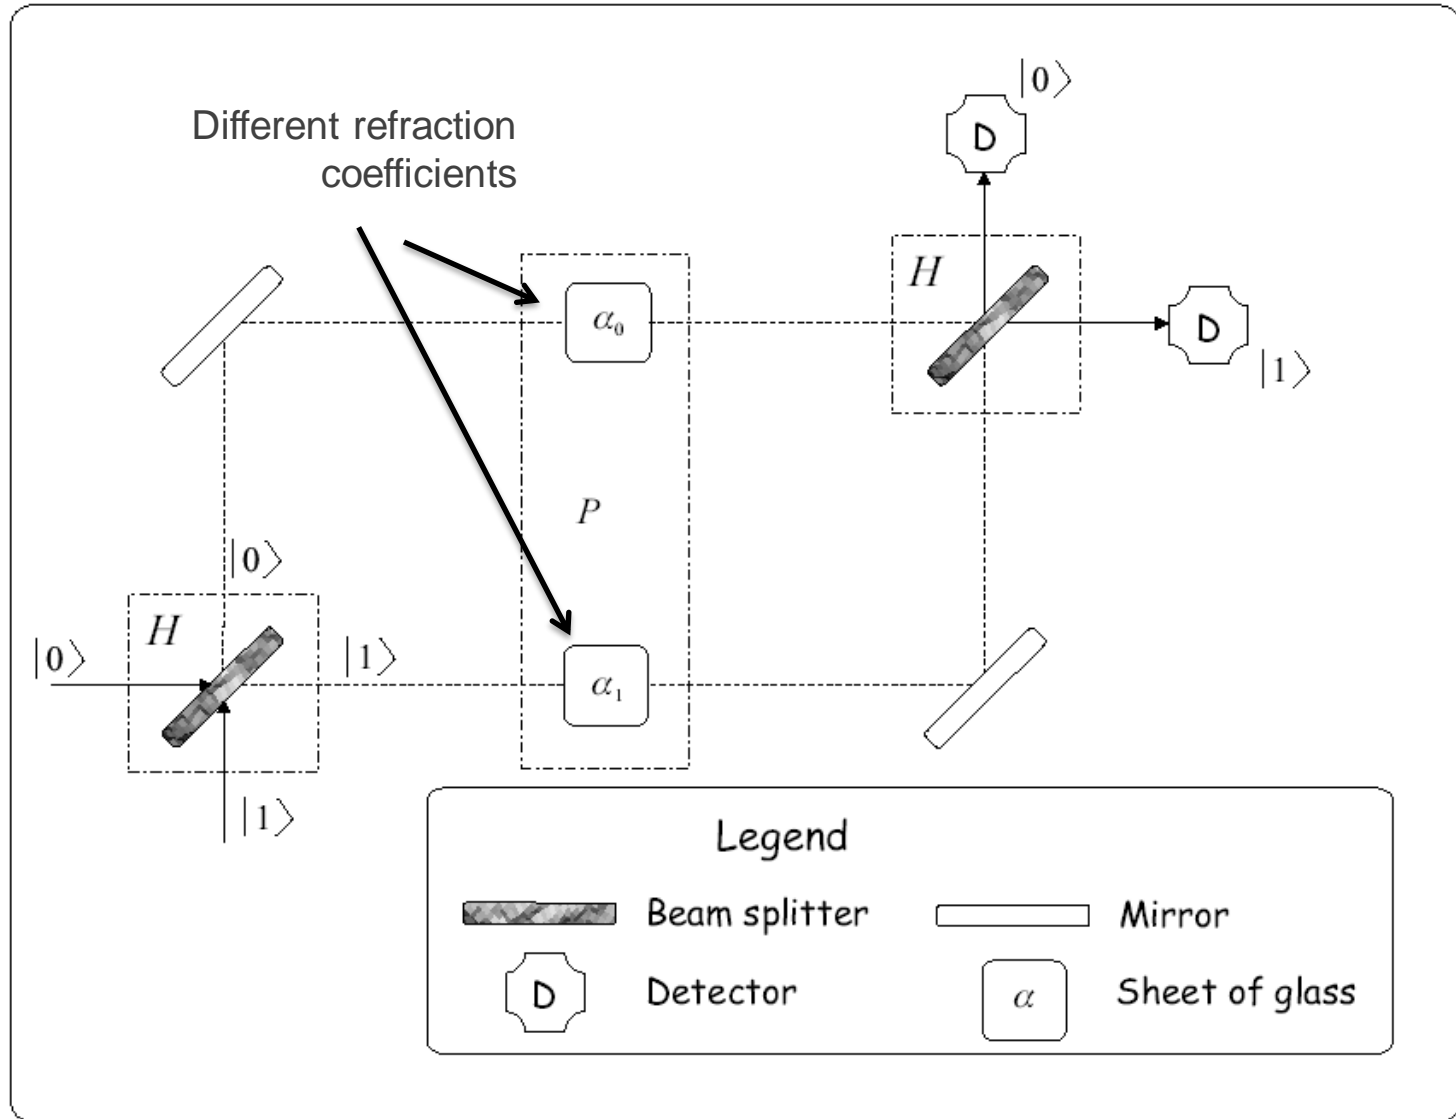 |0⟩
D
Different refraction
coefficients
H
α₀
D
|1⟩
P
|0⟩
H
|0⟩
|1⟩
α₁
|1⟩
Legend
Beam splitter
Mirror
D
Detector
α
Sheet of glass